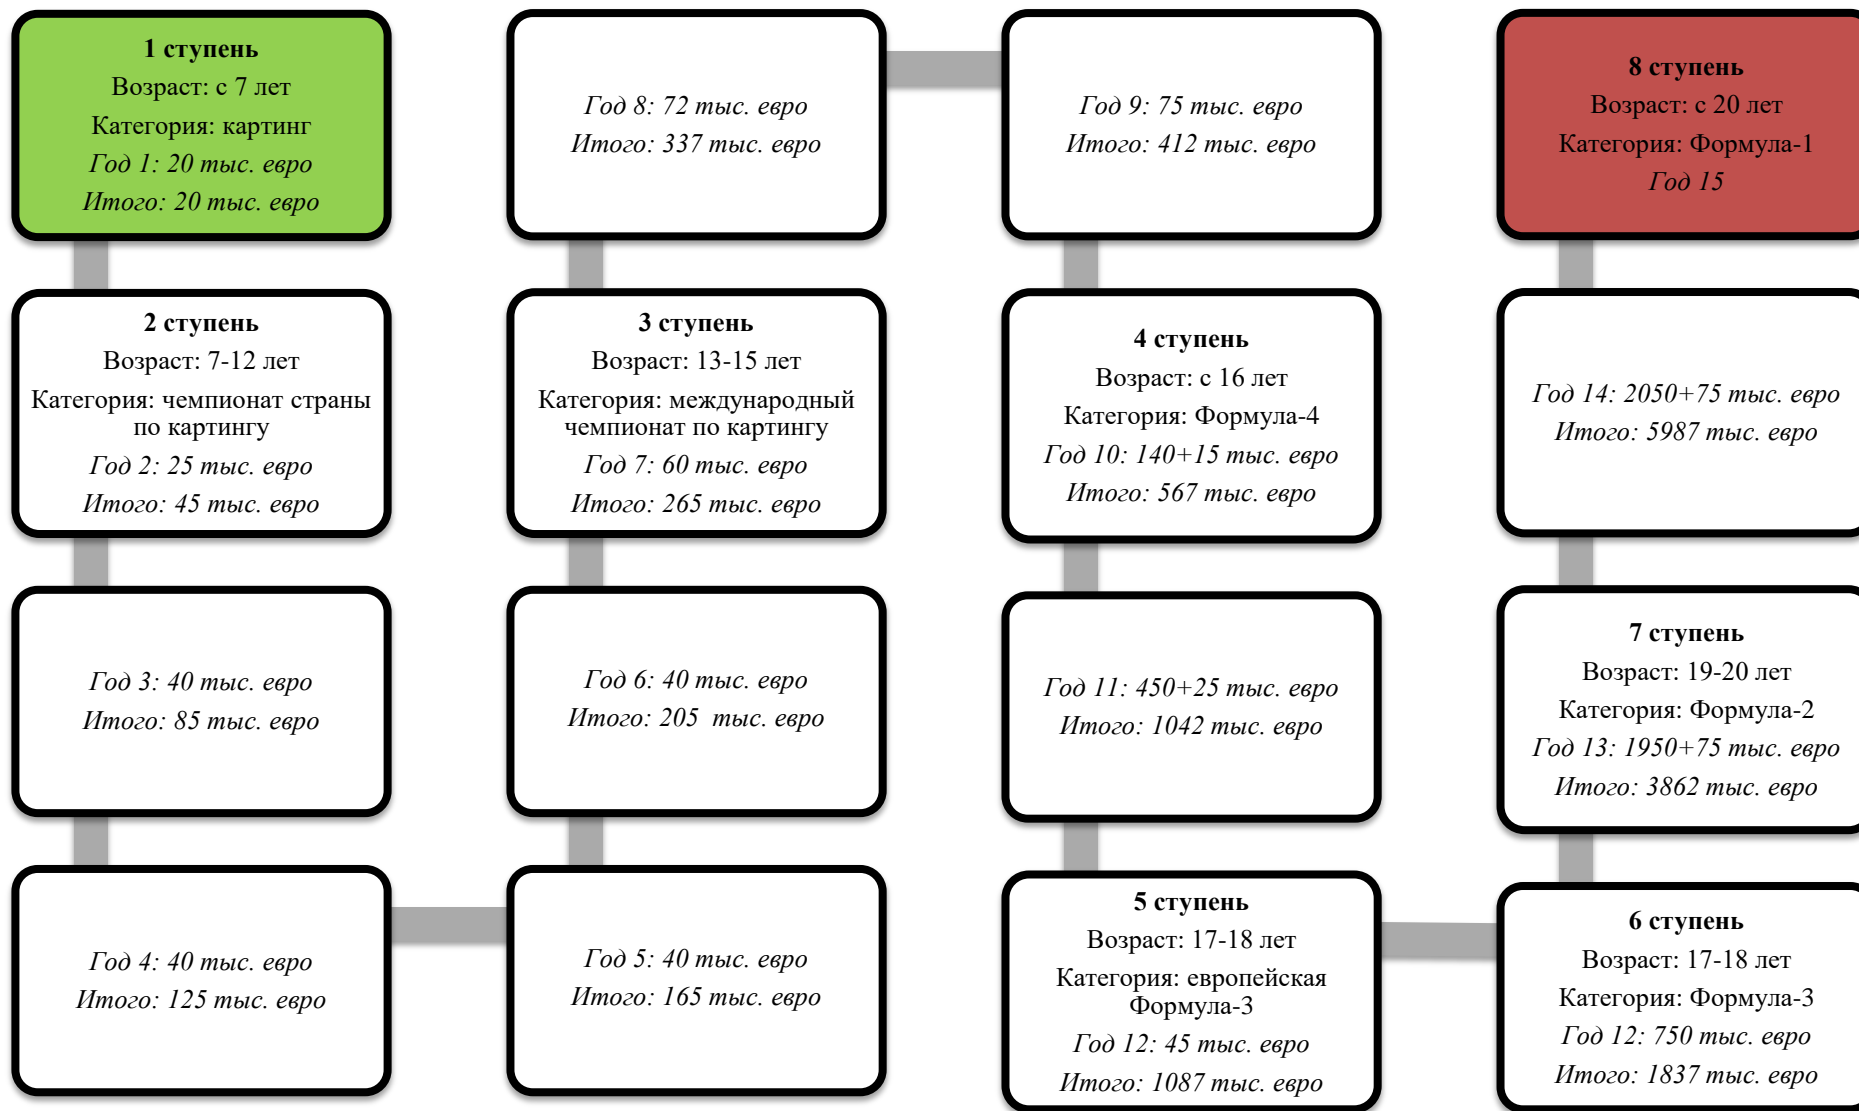 1 ступень
Возраст: с 7 лет
Категория: картинг
Год 1: 20 тыс. евро
Итого: 20 тыс. евро
2 ступень
Возраст: 7-12 лет
Категория: чемпионат страны
по картингу
Год 2: 25 тыс. евро
Итого: 45 тыс. евро
Год 3: 40 тыс. евро
Итого: 85 тыс. евро
Год 4: 40 тыс. евро
Итого: 125 тыс. евро
Год 5: 40 тыс. евро
Итого: 165 тыс. евро
Год 6: 40 тыс. евро
Итого: 205 тыс. евро
3 ступень
Возраст: 13-15 лет
Категория: международный
чемпионат по картингу
Год 7: 60 тыс. евро
Итого: 265 тыс. евро
Год 8: 72 тыс. евро
Итого: 337 тыс. евро
Год 9: 75 тыс. евро
Итого: 412 тыс. евро
4 ступень
Возраст: с 16 лет
Категория: Формула-4
Год 10: 140+15 тыс. евро
Итого: 567 тыс. евро
Год 11: 450+25 тыс. евро
Итого: 1042 тыс. евро
5 ступень
Возраст: 17-18 лет
Категория: европейская
Формула-3
Год 12: 45 тыс. евро
Итого: 1087 тыс. евро
6 ступень
Возраст: 17-18 лет
Категория: Формула-3
Год 12: 750 тыс. евро
Итого: 1837 тыс. евро
7 ступень
Возраст: 19-20 лет
Категория: Формула-2
Год 13: 1950+75 тыс. евро
Итого: 3862 тыс. евро
Год 14: 2050+75 тыс. евро
Итого: 5987 тыс. евро
8 ступень
Возраст: с 20 лет
Категория: Формула-1
Год 15